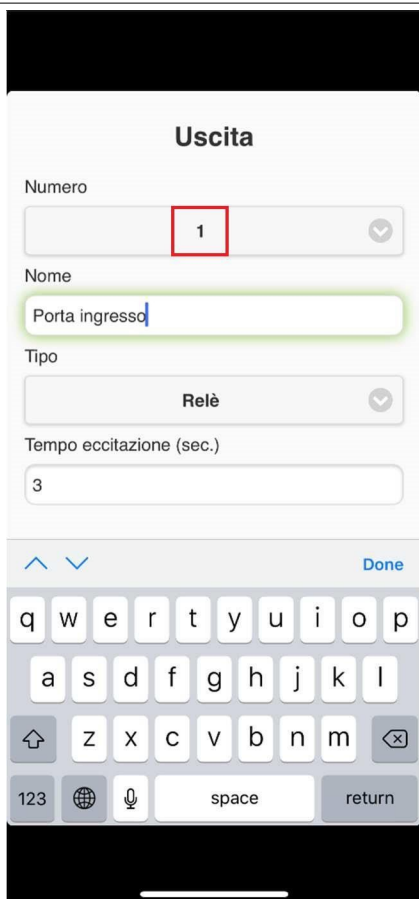 Uscita
Numero
1
Nome
Porta ingresso
Tipo
Relè
Tempo eccitazione (sec.)
3
Done
q w e r t y u i o p
a s d f g h j k l
z x c v b n m
123 space return